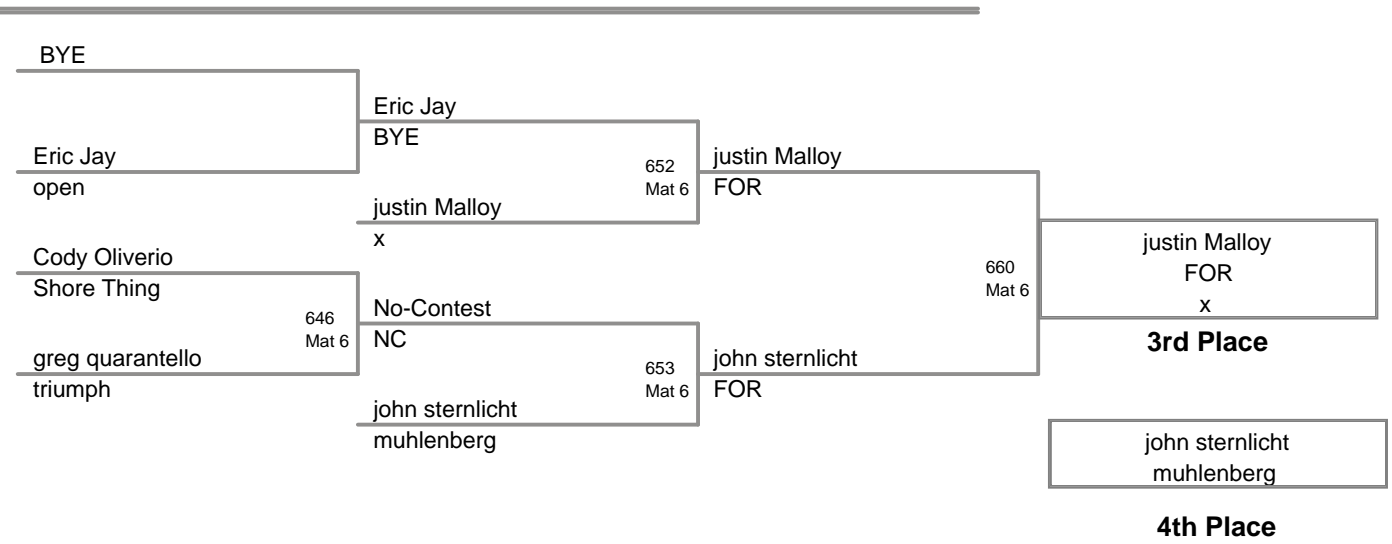 BYE
Eric Jay
BYE
Eric Jay
open
652
Mat 6
justin Malloy
FOR
justin Malloy
x
Cody Oliverio
Shore Thing
646
Mat 6
No-Contest
NC
greg quarantello
triumph
653
Mat 6
john sternlicht
FOR
john sternlicht
muhlenberg
660
Mat 6
justin Malloy
FOR
x
3rd Place
john sternlicht
muhlenberg
4th Place